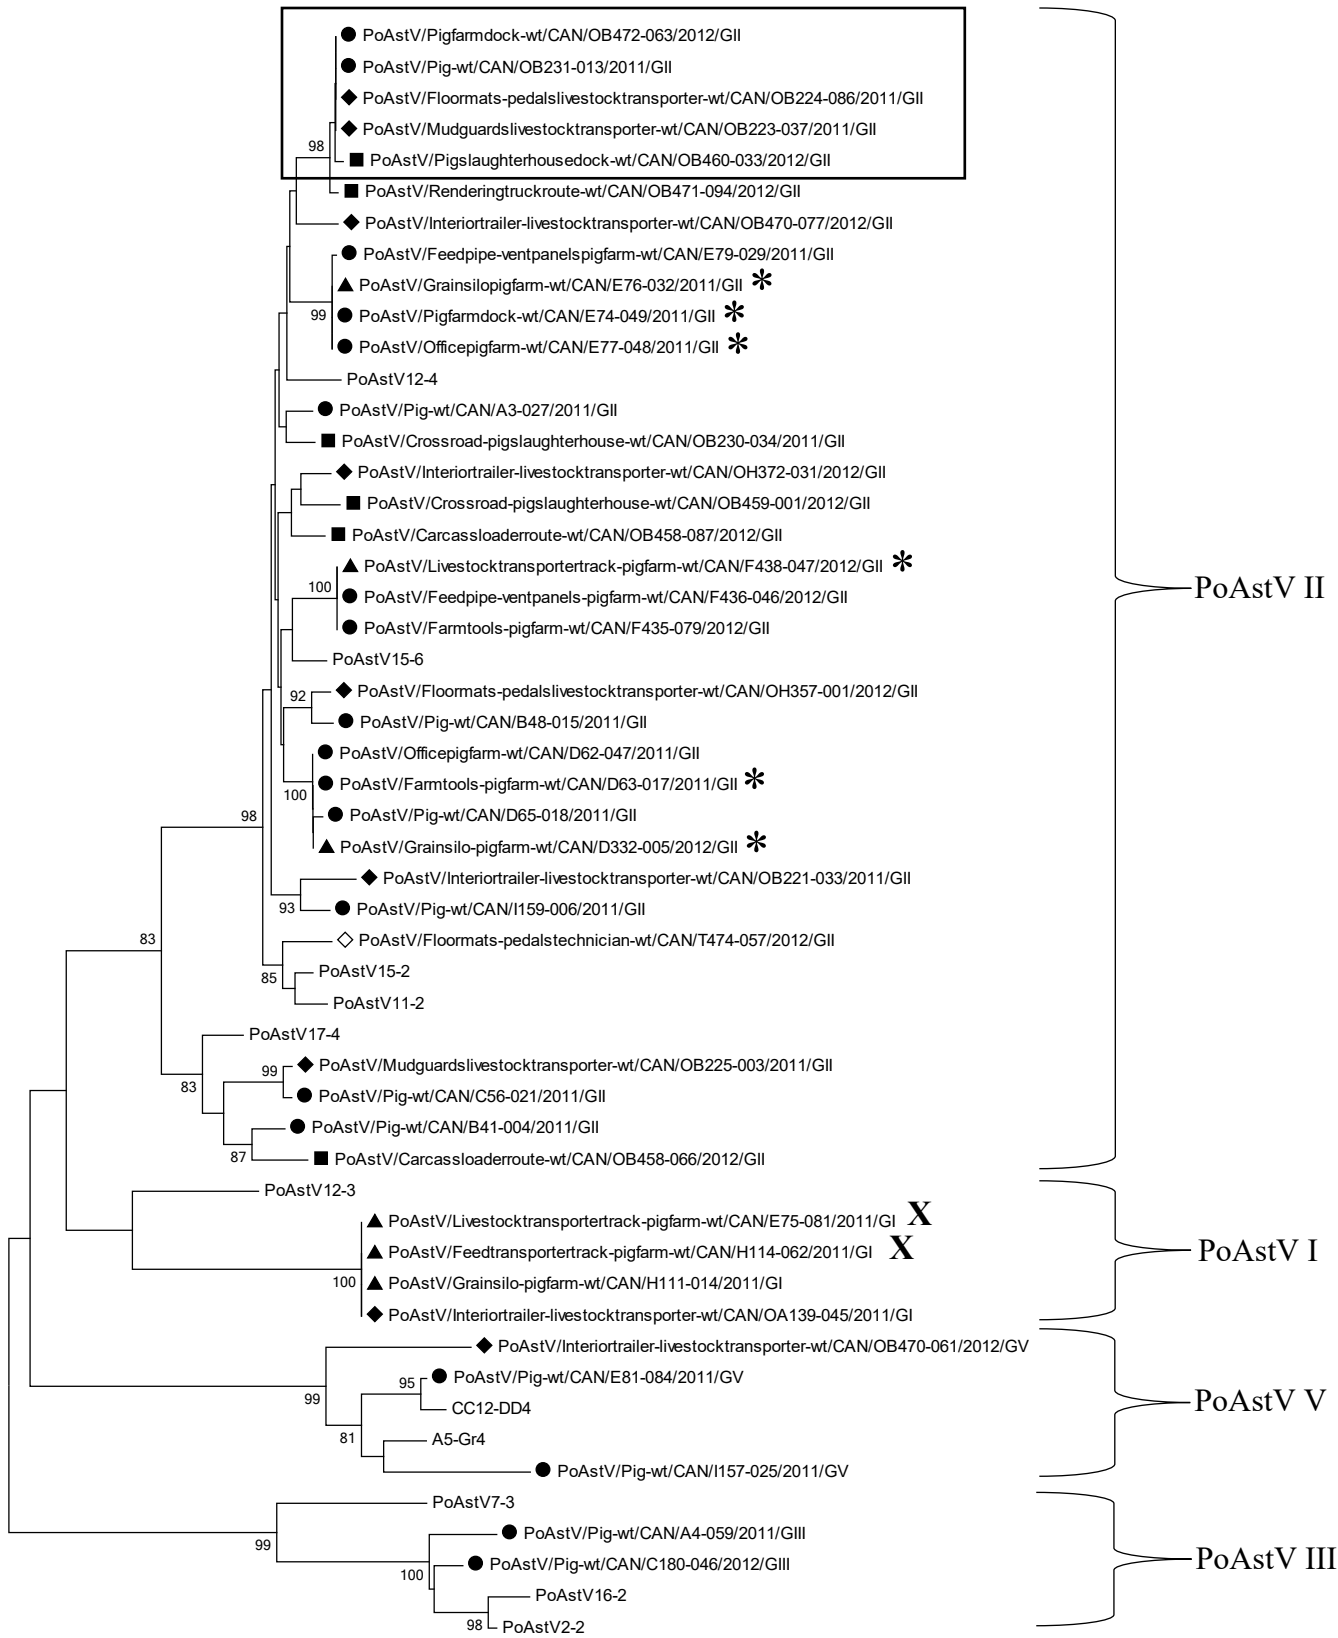 PoAstV/Pigfarmdock-wt/CAN/OB472-063/2012/GII
PoAstV/Pig-wt/CAN/OB231-013/2011/GII
PoAstV/Floormats-pedalslivestocktransporter-wt/CAN/OB224-086/2011/GII
PoAstV/Mudguardslivestocktransporter-wt/CAN/OB223-037/2011/GII
98
PoAstV/Pigslaughterhousedock-wt/CAN/OB460-033/2012/GII
PoAstV/Renderingtruckroute-wt/CAN/OB471-094/2012/GII
PoAstV/Interiortrailer-livestocktransporter-wt/CAN/OB470-077/2012/GII
PoAstV/Feedpipe-ventpanelspigfarm-wt/CAN/E79-029/2011/GII
PoAstV/Grainsilopigfarm-wt/CAN/E76-032/2011/GII *
99
PoAstV/Pigfarmdock-wt/CAN/E74-049/2011/GII *
PoAstV/Officepigfarm-wt/CAN/E77-048/2011/GII *
PoAstV12-4
PoAstV/Pig-wt/CAN/A3-027/2011/GII
PoAstV/Crossroad-pigslaughterhouse-wt/CAN/OB230-034/2011/GII
PoAstV/Interiortrailer-livestocktransporter-wt/CAN/OH372-031/2012/GII
PoAstV/Crossroad-pigslaughterhouse-wt/CAN/OB459-001/2012/GII
PoAstV/Carcassloaderroute-wt/CAN/OB458-087/2012/GII
PoAstV/Livestocktransportertrack-pigfarm-wt/CAN/F438-047/2012/GII *
100
PoAstV/Feedpipe-ventpanels-pigfarm-wt/CAN/F436-046/2012/GII
PoAstV II
PoAstV/Farmtools-pigfarm-wt/CAN/F435-079/2012/GII
PoAstV15-6
92
PoAstV/Floormats-pedalslivestocktransporter-wt/CAN/OH357-001/2012/GII
PoAstV/Pig-wt/CAN/B48-015/2011/GII
PoAstV/Officepigfarm-wt/CAN/D62-047/2011/GII
PoAstV/Farmtools-pigfarm-wt/CAN/D63-017/2011/GII *
100
PoAstV/Pig-wt/CAN/D65-018/2011/GII
98
PoAstV/Grainsilo-pigfarm-wt/CAN/D332-005/2012/GII *
PoAstV/Interiortrailer-livestocktransporter-wt/CAN/OB221-033/2011/GII
93
PoAstV/Pig-wt/CAN/I159-006/2011/GII
83
PoAstV/Floormats-pedalstechnician-wt/CAN/T474-057/2012/GII
85
PoAstV15-2
PoAstV11-2
PoAstV17-4
99
PoAstV/Mudguardslivestocktransporter-wt/CAN/OB225-003/2011/GII
83
PoAstV/Pig-wt/CAN/C56-021/2011/GII
PoAstV/Pig-wt/CAN/B41-004/2011/GII
87
PoAstV/Carcassloaderroute-wt/CAN/OB458-066/2012/GII
PoAstV12-3
PoAstV/Livestocktransportertrack-pigfarm-wt/CAN/E75-081/2011/GI X
PoAstV/Feedtransportertrack-pigfarm-wt/CAN/H114-062/2011/GI X
PoAstV I
100
PoAstV/Grainsilo-pigfarm-wt/CAN/H111-014/2011/GI
PoAstV/Interiortrailer-livestocktransporter-wt/CAN/OA139-045/2011/GI
PoAstV/Interiortrailer-livestocktransporter-wt/CAN/OB470-061/2012/GV
95
PoAstV/Pig-wt/CAN/E81-084/2011/GV
99
CC12-DD4
PoAstV V
81
A5-Gr4
PoAstV/Pig-wt/CAN/I157-025/2011/GV
PoAstV7-3
99
PoAstV/Pig-wt/CAN/A4-059/2011/GIII
PoAstV III
100
PoAstV/Pig-wt/CAN/C180-046/2012/GIII
PoAstV16-2
98
PoAstV2-2